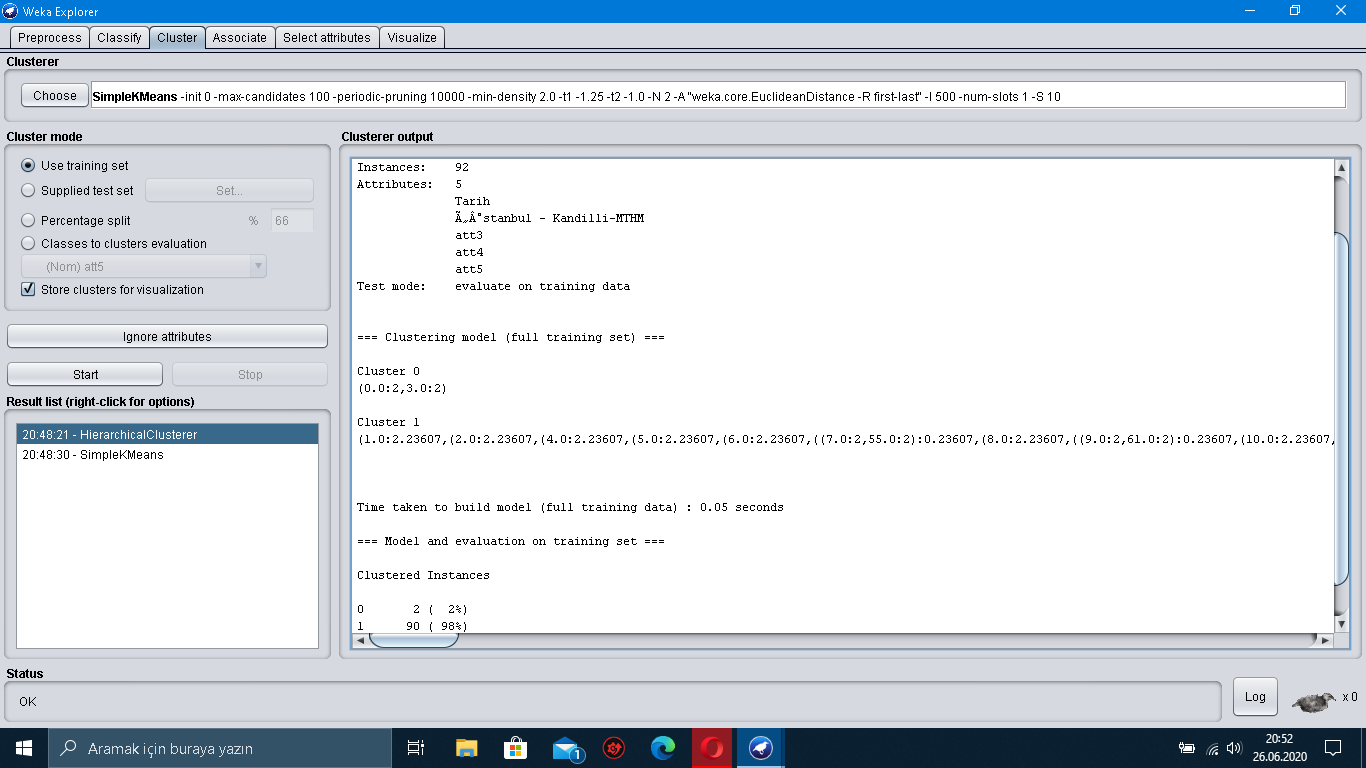 Weka Explorer
Preprocess Classify Cluster Associate Select attributes Visualize
Clusterer
Choose SimpleKMeans -init 0 -max-candidates 100 -periodic-pruning 10000 -min-density 2.0 -t1 -1.25 -t2 -1.0 -N 2 -A "weka.core.EuclideanDistance -R first-last" -I 500 -num-slots 1 -S 10
Cluster mode
Use training set
Supplied test set Set...
Percentage split % 66
Classes to clusters evaluation
(Nom) att5
Store clusters for visualization
Ignore attributes
Start Stop
Result list (right-click for options)
20:48:21 - HierarchicalClusterer
20:48:30 - SimpleKMeans
Clusterer output
Instances: 92
Attributes: 5
Tarih
Ã„Â°stanbul - Kandilli-MTHM
att3
att4
att5
Test mode: evaluate on training data
=== Clustering model (full training set) ===
Cluster 0
(0.0:2,3.0:2)
Cluster 1
(1.0:2.23607,(2.0:2.23607,(4.0:2.23607,(5.0:2.23607,(6.0:2.23607,((7.0:2,55.0:2):0.23607,(8.0:2.23607,((9.0:2,61.0:2):0.23607,(10.0:2.23607,
Time taken to build model (full training data) : 0.05 seconds
=== Model and evaluation on training set ===
Clustered Instances
0 2 ( 2%)
1 90 ( 98%)
Status
OK
Log x 0
Aramak için buraya yazın
1
20:52
26.06.2020